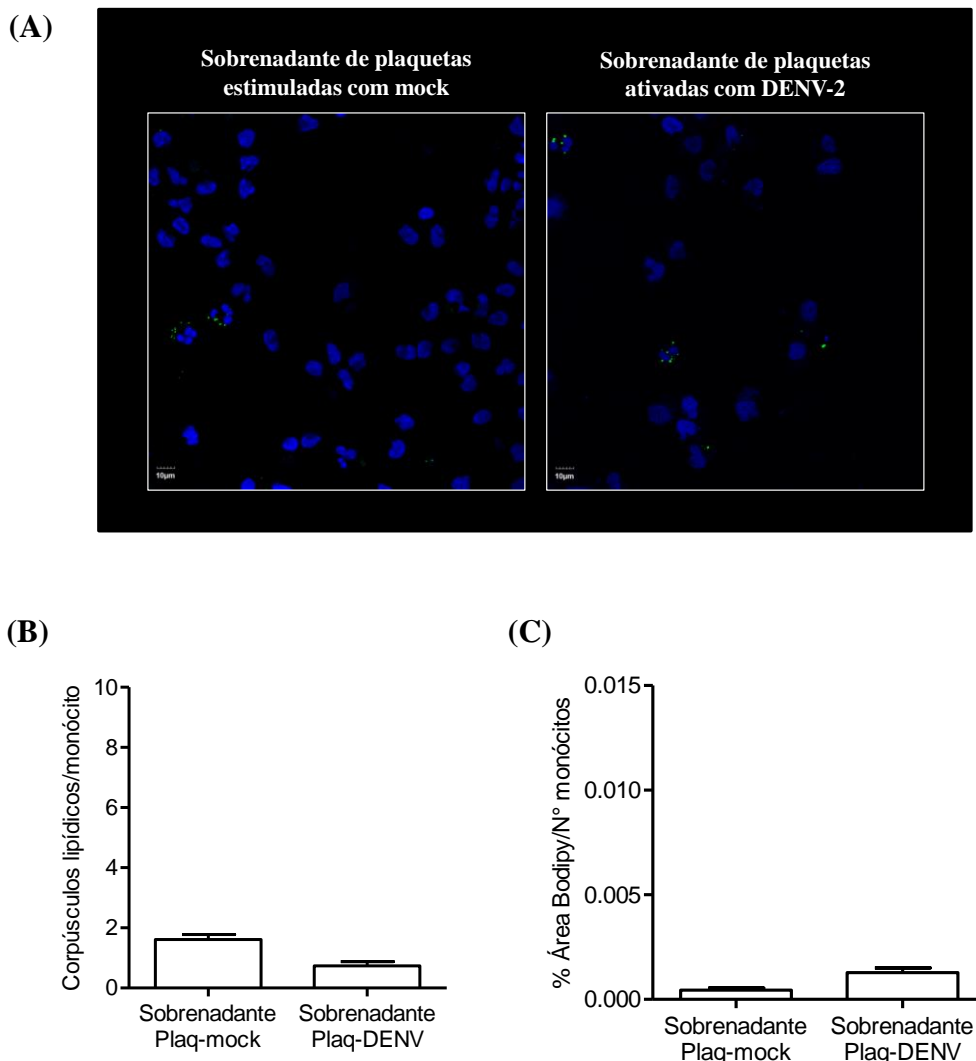 (A)
Sobrenadante de plaquetas
estimuladas com mock
Sobrenadante de plaquetas
ativadas com DENV-2
10µm
10µm
(B)
Corpúsculos lipídicos/monócito
10
8
6
4
2
0
Sobrenadante
Plaq-mock
Sobrenadante
Plaq-DENV
(C)
% Área Bodipy/N° monócitos
0.015
0.010
0.005
0.000
Sobrenadante
Plaq-mock
Sobrenadante
Plaq-DENV